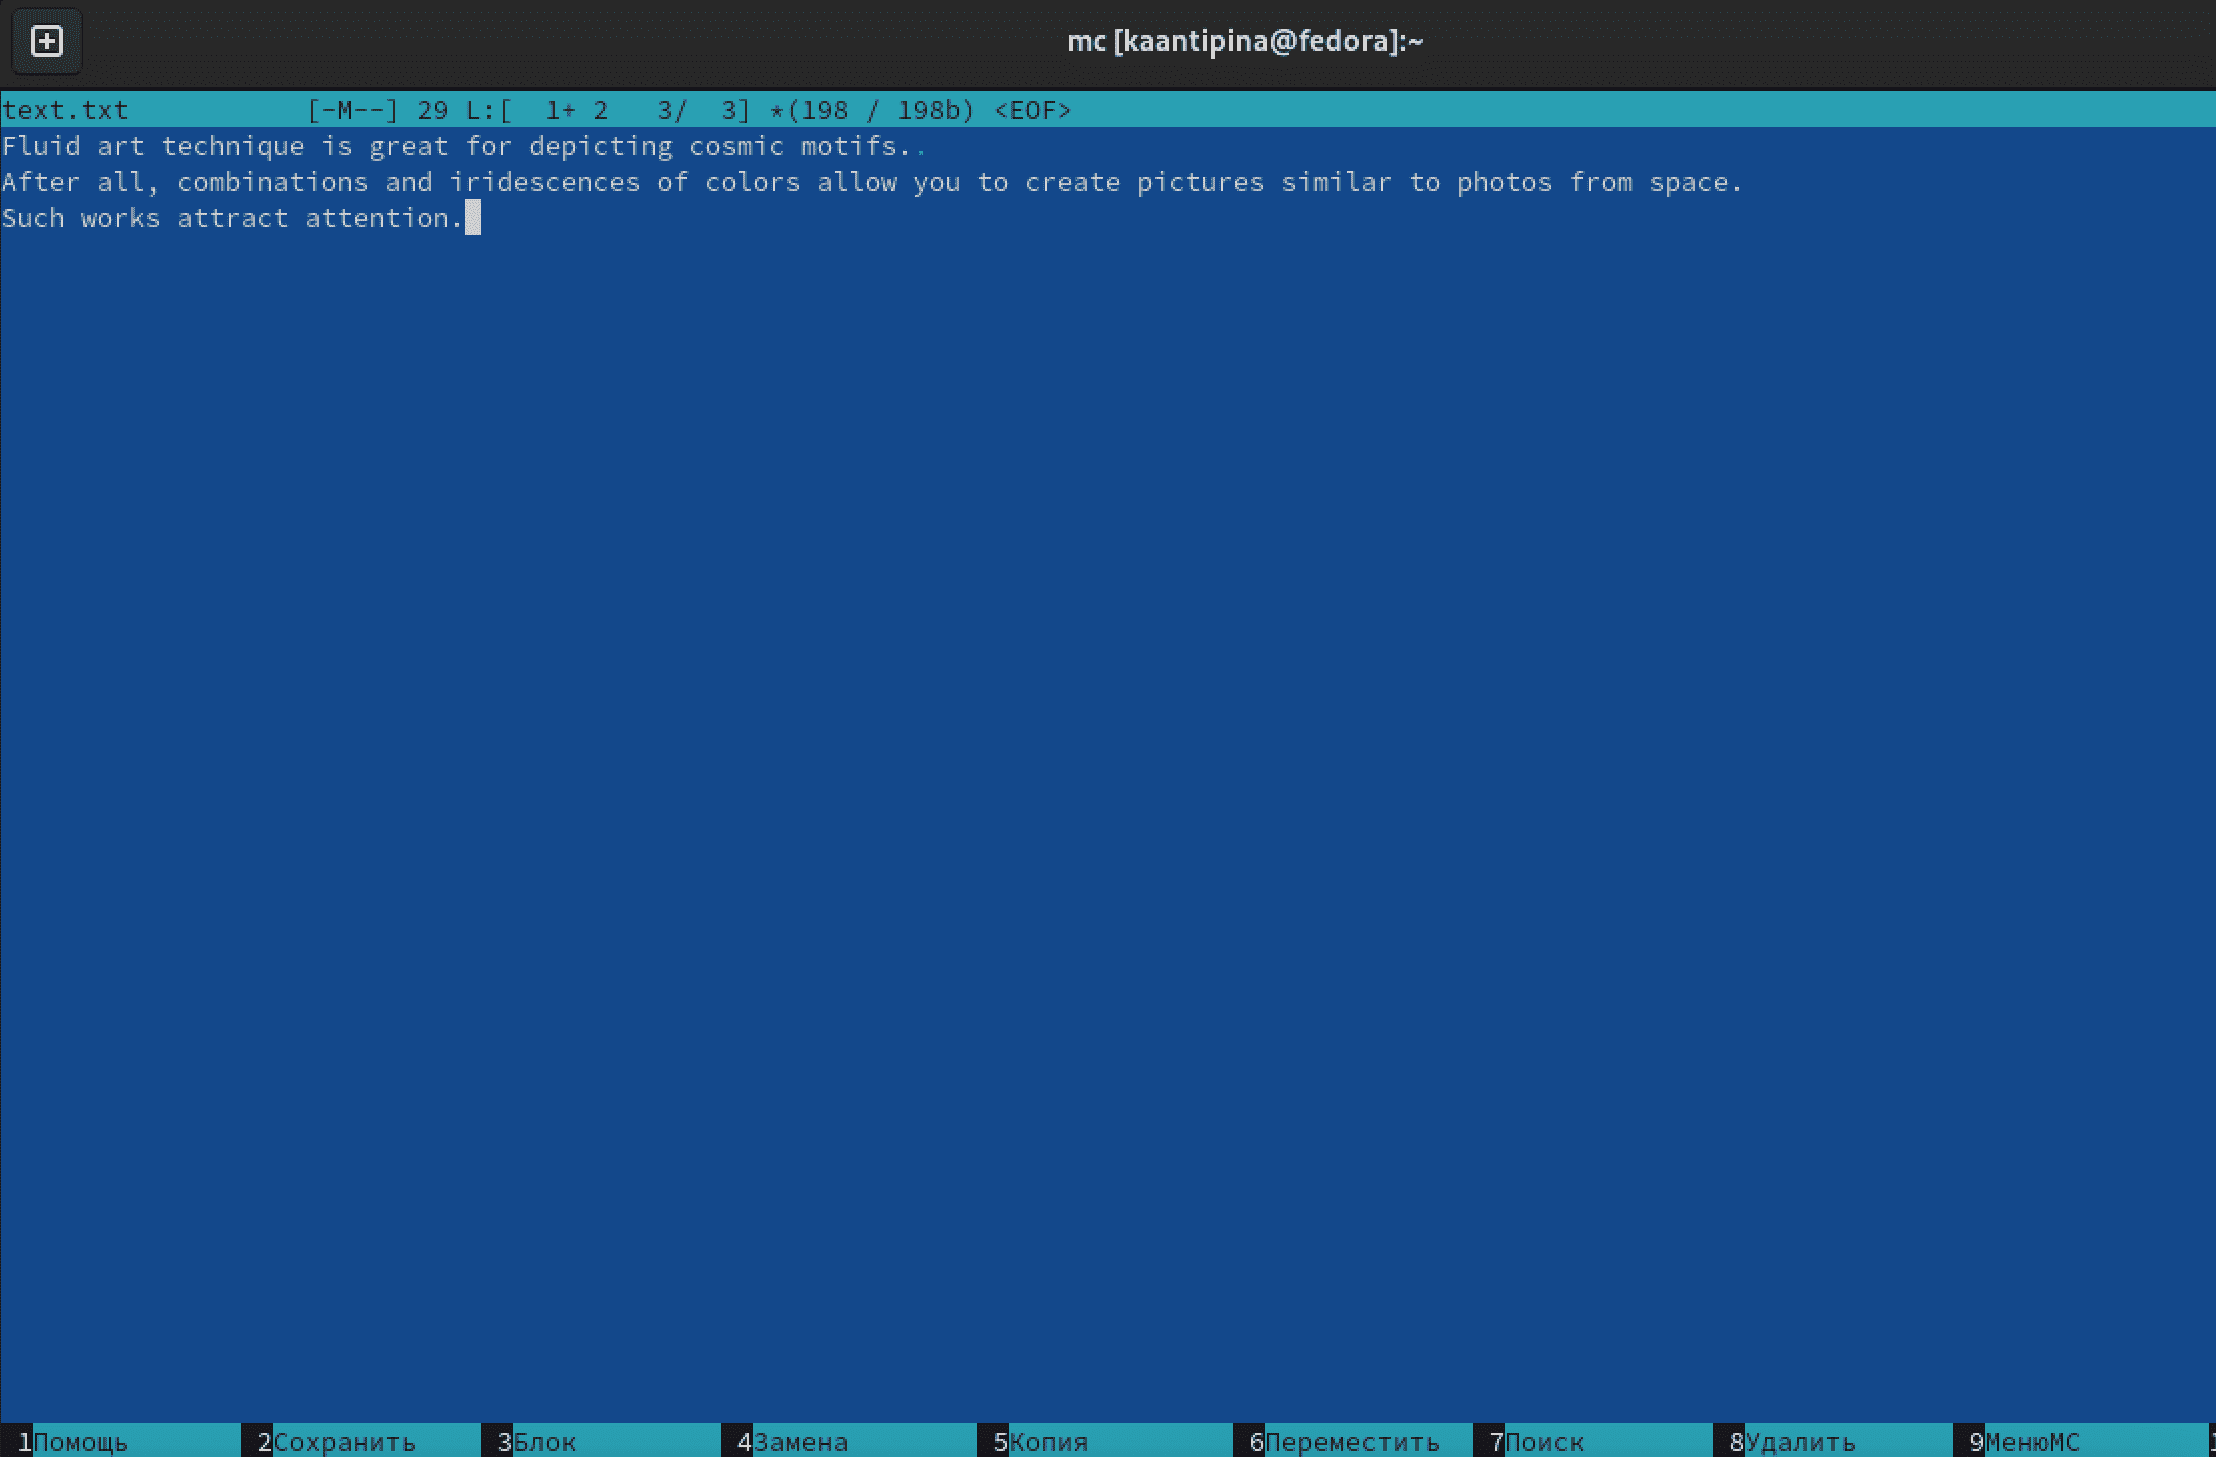 mc [kaantipina@fedora]:~
text.txt [-M--] 29 L:[ 1+ 2 3/ 3] *(198 / 198b) <EOF>
Fluid art technique is great for depicting cosmic motifs..
After all, combinations and iridescences of colors allow you to create pictures similar to photos from space.
Such works attract attention.
1Помощь 2Сохранить 3Блок 4Замена 5Копия 6Переместить 7Поиск 8Удалить 9МенюМС 1